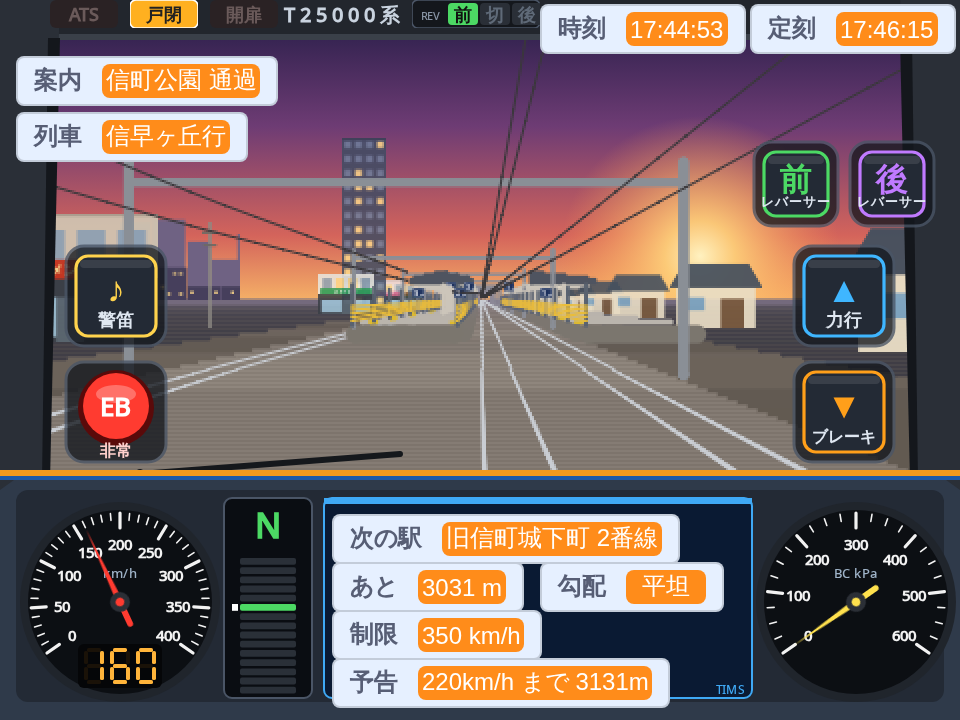 ATS 戸閉 開扉 T25000系 REV 前 切 後
時刻 17:44:53 定刻 17:46:15
案内 信町公園 通過
列車 信早ヶ丘行
前 レバーサー
後 レバーサー
♪ 警笛
▲ 力行
EB 非常
▼ ブレーキ
0 50 100 150 200 250 300 350 400
km/h
160
N
次の駅 旧信町城下町 2番線
あと 3031 m 勾配 平坦
制限 350 km/h
予告 220km/h まで 3131m
TIMS
0 100 200 300 400 500 600
BC kPa